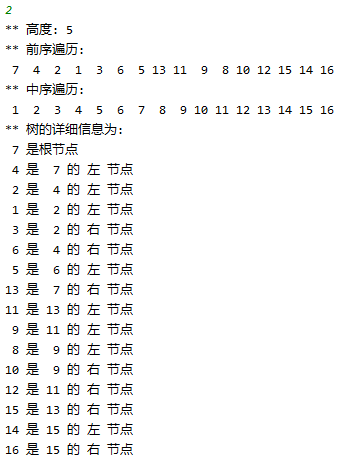 2
** 高度: 5
** 前序遍历:
 7  4  2  1  3  6  5 13 11  9  8 10 12 15 14 16
** 中序遍历:
 1  2  3  4  5  6  7  8  9 10 11 12 13 14 15 16
** 树的详细信息为:
 7 是根节点
 4 是  7 的 左 节点
 2 是  4 的 左 节点
 1 是  2 的 左 节点
 3 是  2 的 右 节点
 6 是  4 的 右 节点
 5 是  6 的 左 节点
13 是  7 的 右 节点
11 是 13 的 左 节点
 9 是 11 的 左 节点
 8 是  9 的 左 节点
10 是  9 的 右 节点
12 是 11 的 右 节点
15 是 13 的 右 节点
14 是 15 的 左 节点
16 是 15 的 右 节点